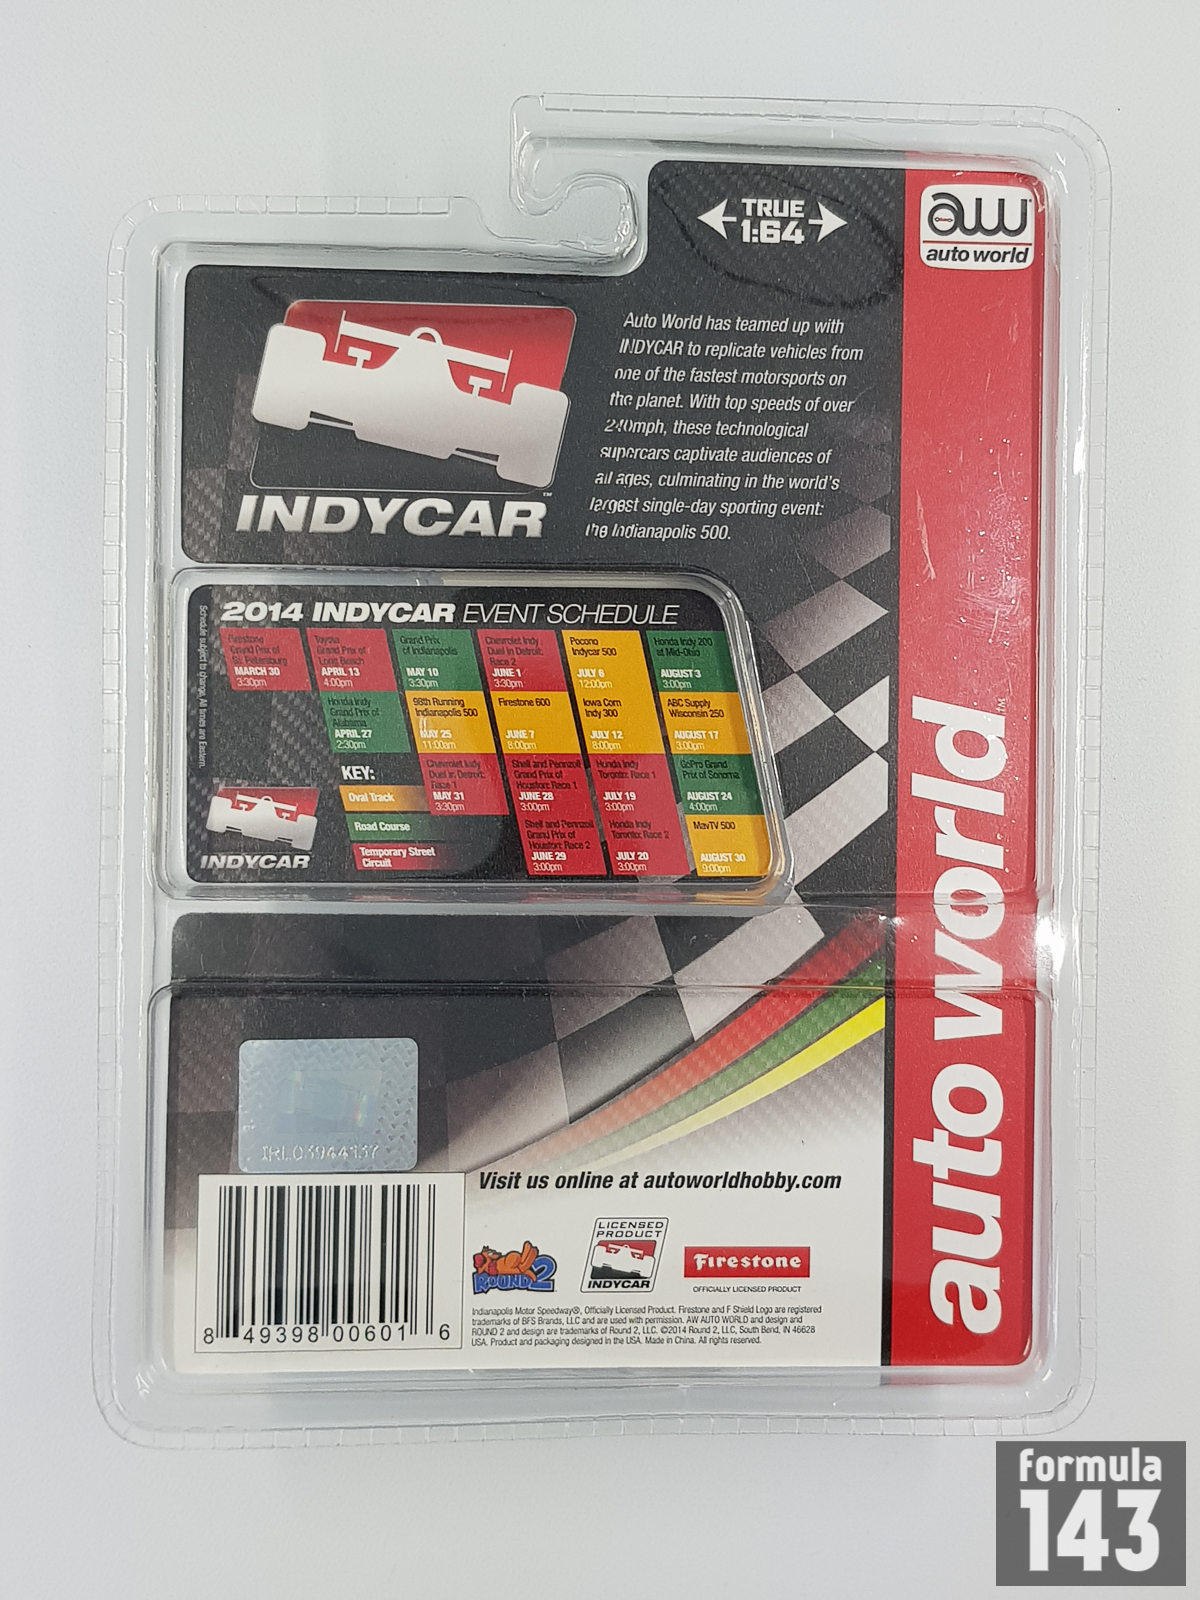 TRUE
1:64
aw
auto world
Auto World has teamed up with
INDYCAR to replicate vehicles from
one of the fastest motorsports on
the planet. With top speeds of over
240mph, these technological
supercars captivate audiences of
all ages, culminating in the world's
largest single-day sporting event:
the Indianapolis 500.
INDYCAR™
2014 INDYCAR EVENT SCHEDULE
Schedule subject to change. All times are Eastern.
Firestone
Grand Prix of
St. Petersburg
MARCH 30
3:30pm
Toyota
Grand Prix of
Long Beach
APRIL 13
4:00pm
Grand Prix
of Indianapolis
MAY 10
3:30pm
Chevrolet Indy
Duel in Detroit:
Race 2
JUNE 1
3:30pm
Pocono
Indycar 500
JULY 6
12:00pm
Honda Indy 200
at Mid-Ohio
AUGUST 3
3:00pm
Honda Indy
Grand Prix of
Alabama
APRIL 27
2:30pm
98th Running
Indianapolis 500
MAY 25
11:00am
Firestone 600
JUNE 7
8:00pm
Iowa Corn
Indy 300
JULY 12
8:00pm
ABC Supply
Wisconsin 250
AUGUST 17
3:00pm
KEY:
Oval Track
Road Course
Temporary Street
Circuit
Chevrolet Indy
Duel in Detroit:
Race 1
MAY 31
3:30pm
Shell and Pennzoil
Grand Prix of
Houston: Race 1
JUNE 28
3:00pm
Honda Indy
Toronto: Race 1
JULY 19
3:00pm
GoPro Grand
Prix of Sonoma
AUGUST 24
4:00pm
Shell and Pennzoil
Grand Prix of
Houston: Race 2
JUNE 29
3:00pm
Honda Indy
Toronto: Race 2
JULY 20
3:00pm
MavTV 500
AUGUST 30
9:00pm
INDYCAR
auto world™
Visit us online at autoworldhobby.com
8 49398 00601 6
ROUND 2
LICENSED
PRODUCT
INDYCAR
Firestone
OFFICIALLY LICENSED PRODUCT
Indianapolis Motor Speedway®, Officially Licensed Product. Firestone and F Shield Logo are registered
trademarks of BFS Brands, LLC and are used with permission. AW AUTO WORLD and design and
ROUND 2 and design are trademarks of Round 2, LLC. ©2014 Round 2, LLC, South Bend, IN 46628
USA. Product and packaging designed in the USA. Made in China. All rights reserved.
formula
143